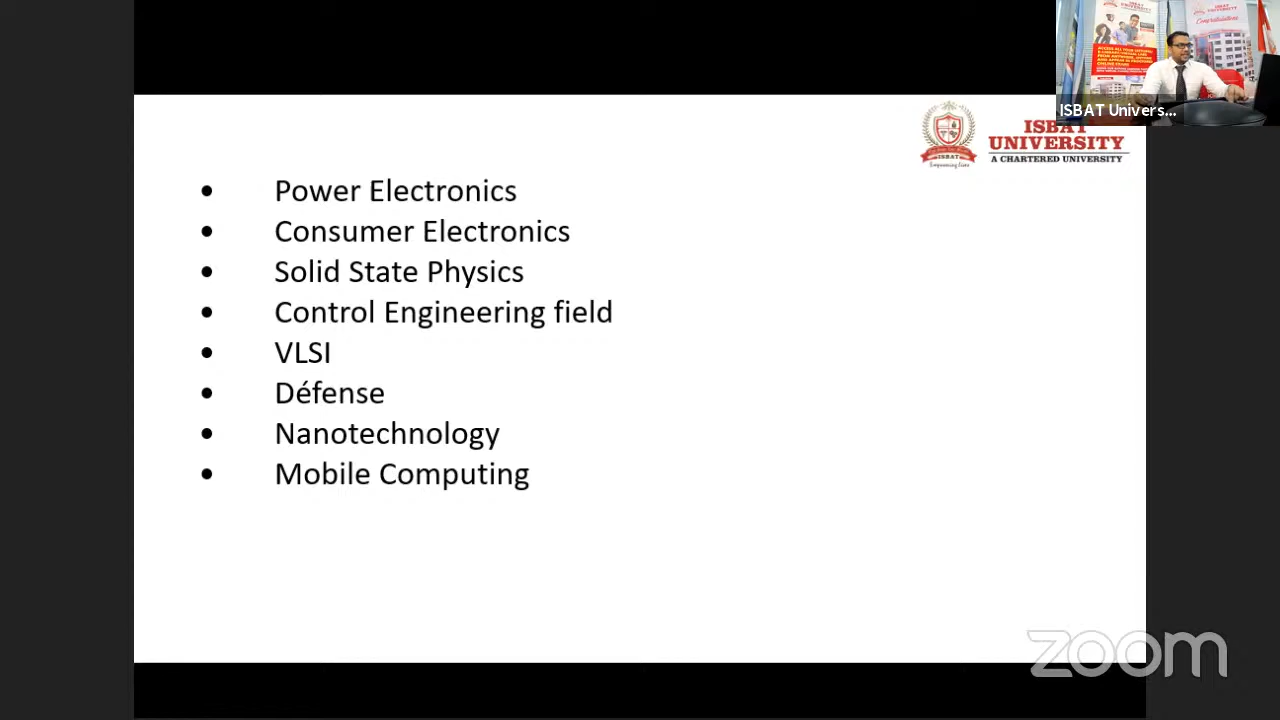 ISBAT Univers...
ISBAT
UNIVERSITY
A CHARTERED UNIVERSITY
ISBAT
• Power Electronics
• Consumer Electronics
• Solid State Physics
• Control Engineering field
• VLSI
• Défense
• Nanotechnology
• Mobile Computing
zoom